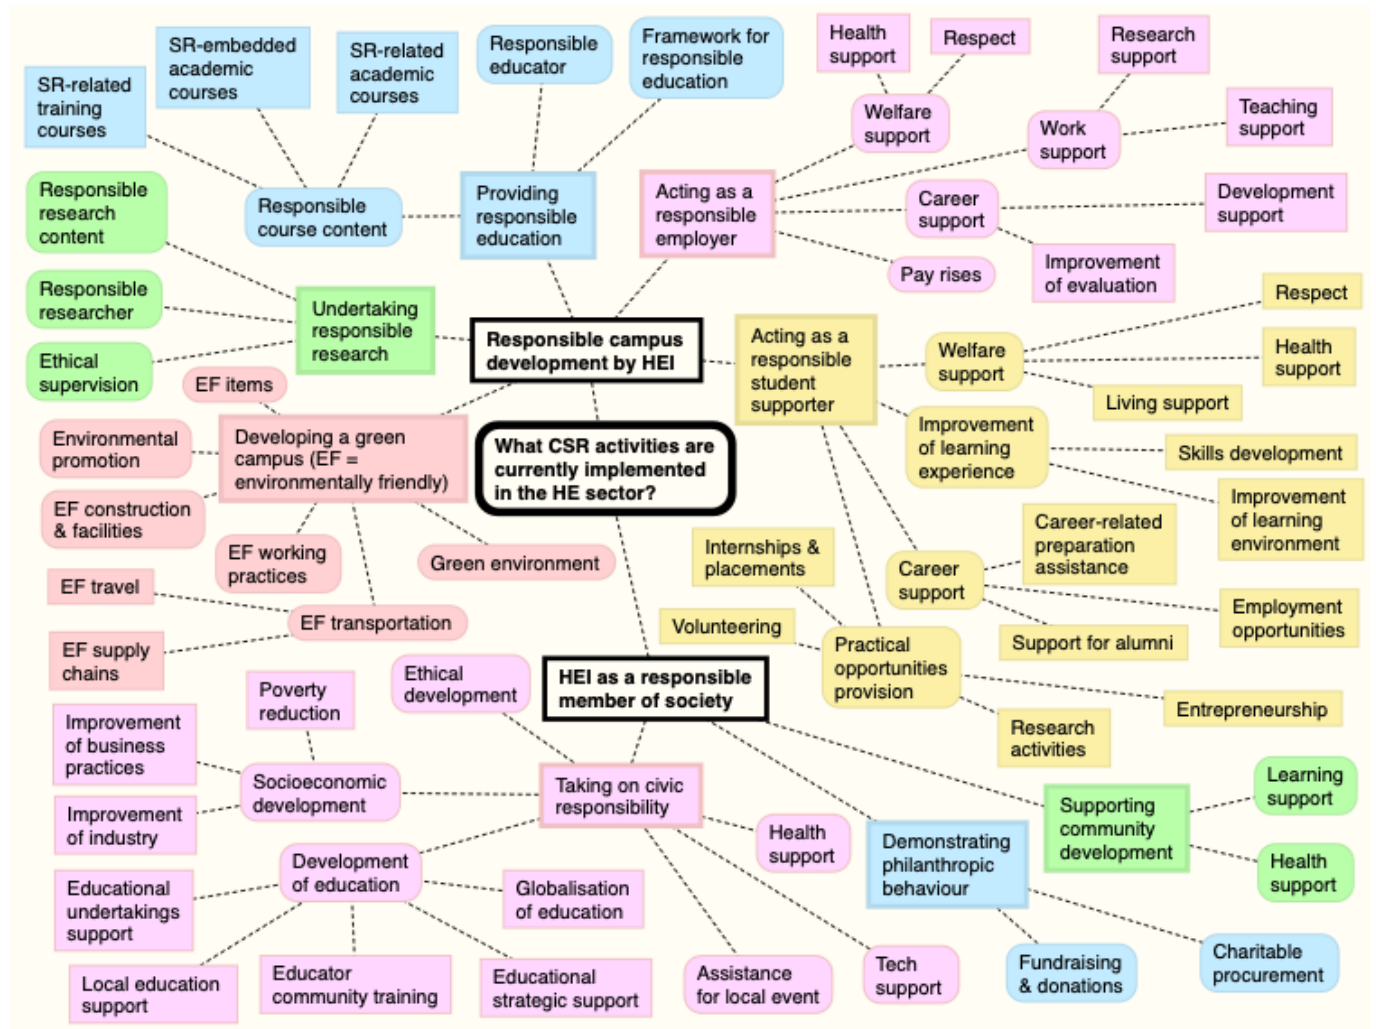 SR-related
training
courses
SR-embedded
academic
courses
SR-related
academic
courses
Responsible
educator
Framework for
responsible
education
Health
support
Respect
Research
support
Welfare
support
Work
support
Teaching
support
Responsible
research
content
Responsible
course content
Providing
responsible
education
Acting as a
responsible
employer
Career
support
Development
support
Pay rises
Improvement
of evaluation
Responsible
researcher
Undertaking
responsible
research
Ethical
supervision
Responsible campus
development by HEI
Acting as a
responsible
student
supporter
Welfare
support
Respect
Health
support
Living support
EF items
Environmental
promotion
Developing a green
campus (EF =
environmentally friendly)
What CSR activities are
currently implemented
in the HE sector?
Improvement
of learning
experience
Skills development
Improvement
of learning
environment
EF construction
& facilities
EF working
practices
Green environment
Internships &
placements
Career
support
Career-related
preparation
assistance
EF travel
EF transportation
EF supply
chains
Volunteering
Practical
opportunities
provision
Support for alumni
Employment
opportunities
Entrepreneurship
Research
activities
HEI as a responsible
member of society
Ethical
development
Poverty
reduction
Improvement
of business
practices
Socioeconomic
development
Improvement
of industry
Taking on civic
responsibility
Health
support
Demonstrating
philanthropic
behaviour
Supporting
community
development
Learning
support
Health
support
Development
of education
Educational
undertakings
support
Globalisation
of education
Local education
support
Educator
community training
Educational
strategic support
Assistance
for local event
Tech
support
Fundraising
& donations
Charitable
procurement